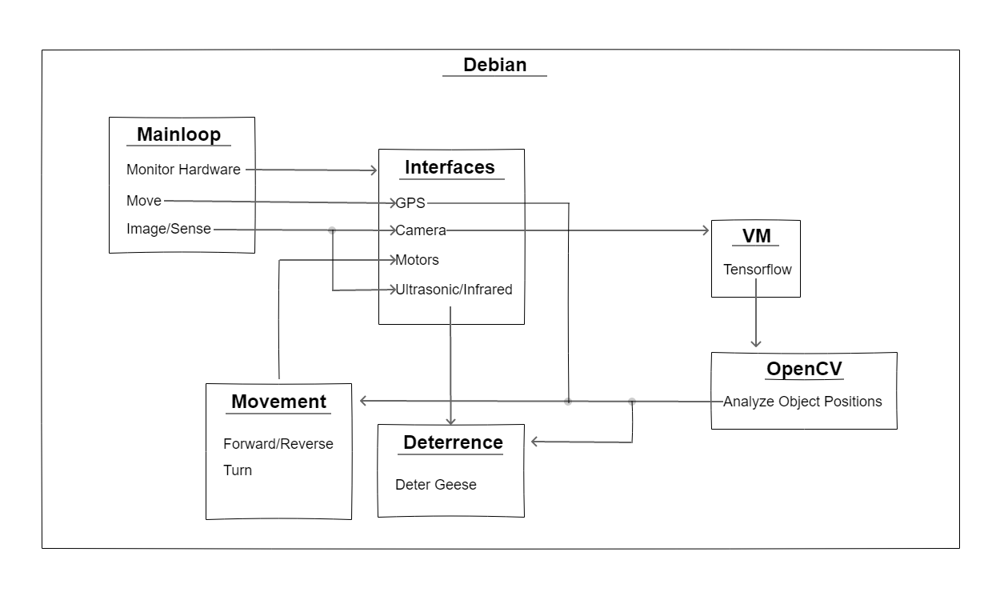 Debian
Mainloop
Monitor Hardware
Move
Image/Sense
Interfaces
GPS
Camera
Motors
Ultrasonic/Infrared
VM
Tensorflow
OpenCV
Analyze Object Positions
Movement
Forward/Reverse
Turn
Deterrence
Deter Geese